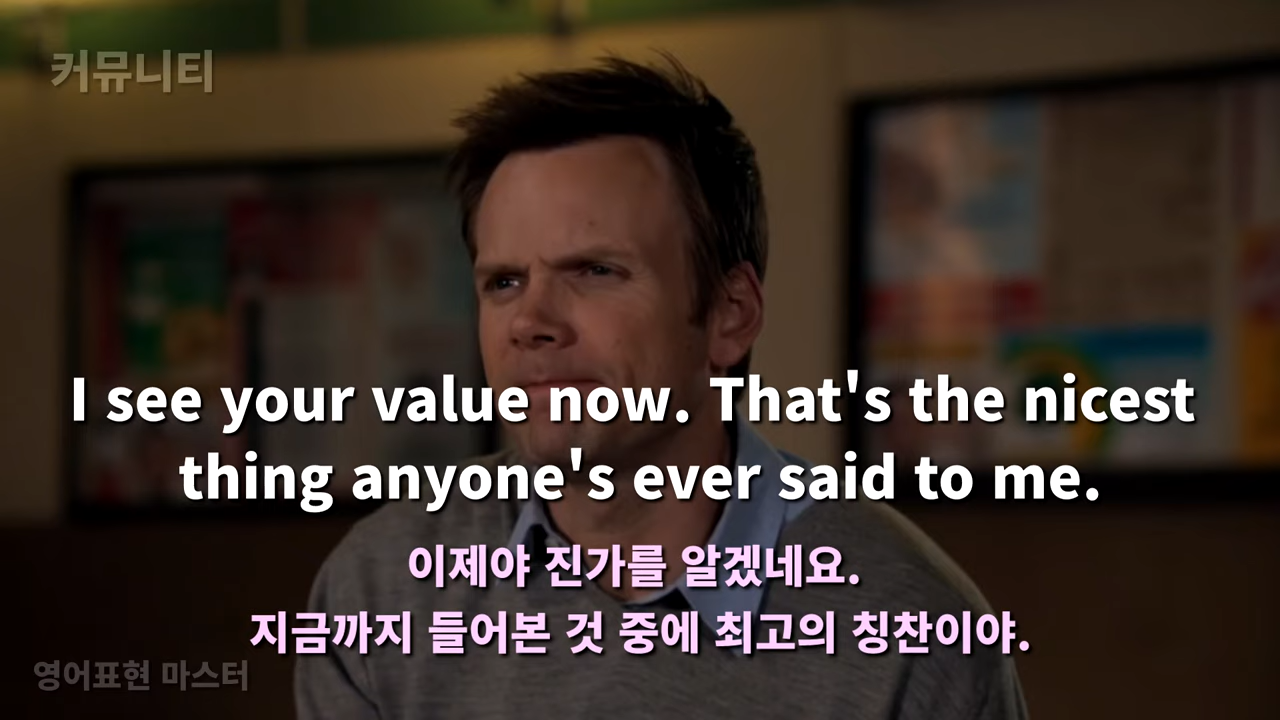 커뮤니티
I see your value now. That's the nicest
thing anyone's ever said to me.
이제야 진가를 알겠네요.
지금까지 들어본 것 중에 최고의 칭찬이야.
영어표현 마스터